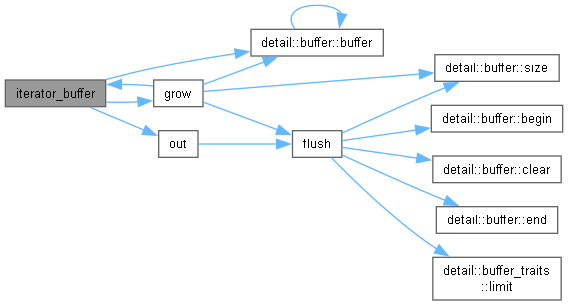 detail::buffer::buffer
detail::buffer::size
iterator_buffer
grow
detail::buffer::begin
out
flush
detail::buffer::clear
detail::buffer::end
detail::buffer_traits
::limit